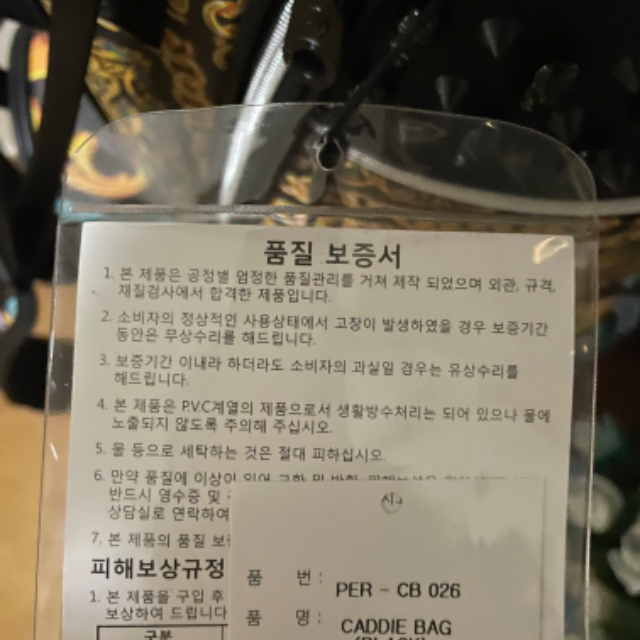 품질 보증서
1. 본 제품은 공정별 엄정한 품질관리를 거쳐 제작 되었으며 외관, 규격,
재질검사에서 합격한 제품입니다.
2. 소비자의 정상적인 사용상태에서 고장이 발생하였을 경우 보증기간
동안은 무상수리를 해드립니다.
3. 보증기간 이내라 하더라도 소비자의 과실일 경우는 유상수리를
해드립니다.
4. 본 제품은 P.V.C계열의 제품으로서 생활방수처리는 되어 있으나 물에
노출되지 않도록 주의해 주십시오.
5. 물 등으로 세탁하는 것은 절대 피하십시오.
6. 만약 품질에 이상이 있어 교환 및
반드시 영수증 및
상담실로 연락하여
7. 본 제품의 품질
피해보상규정
1. 본 제품을 구입 후
보상하여 드립니다
구분
품 번 : PER - CB 026
품 명 : CADDIE BAG
(BLACK)